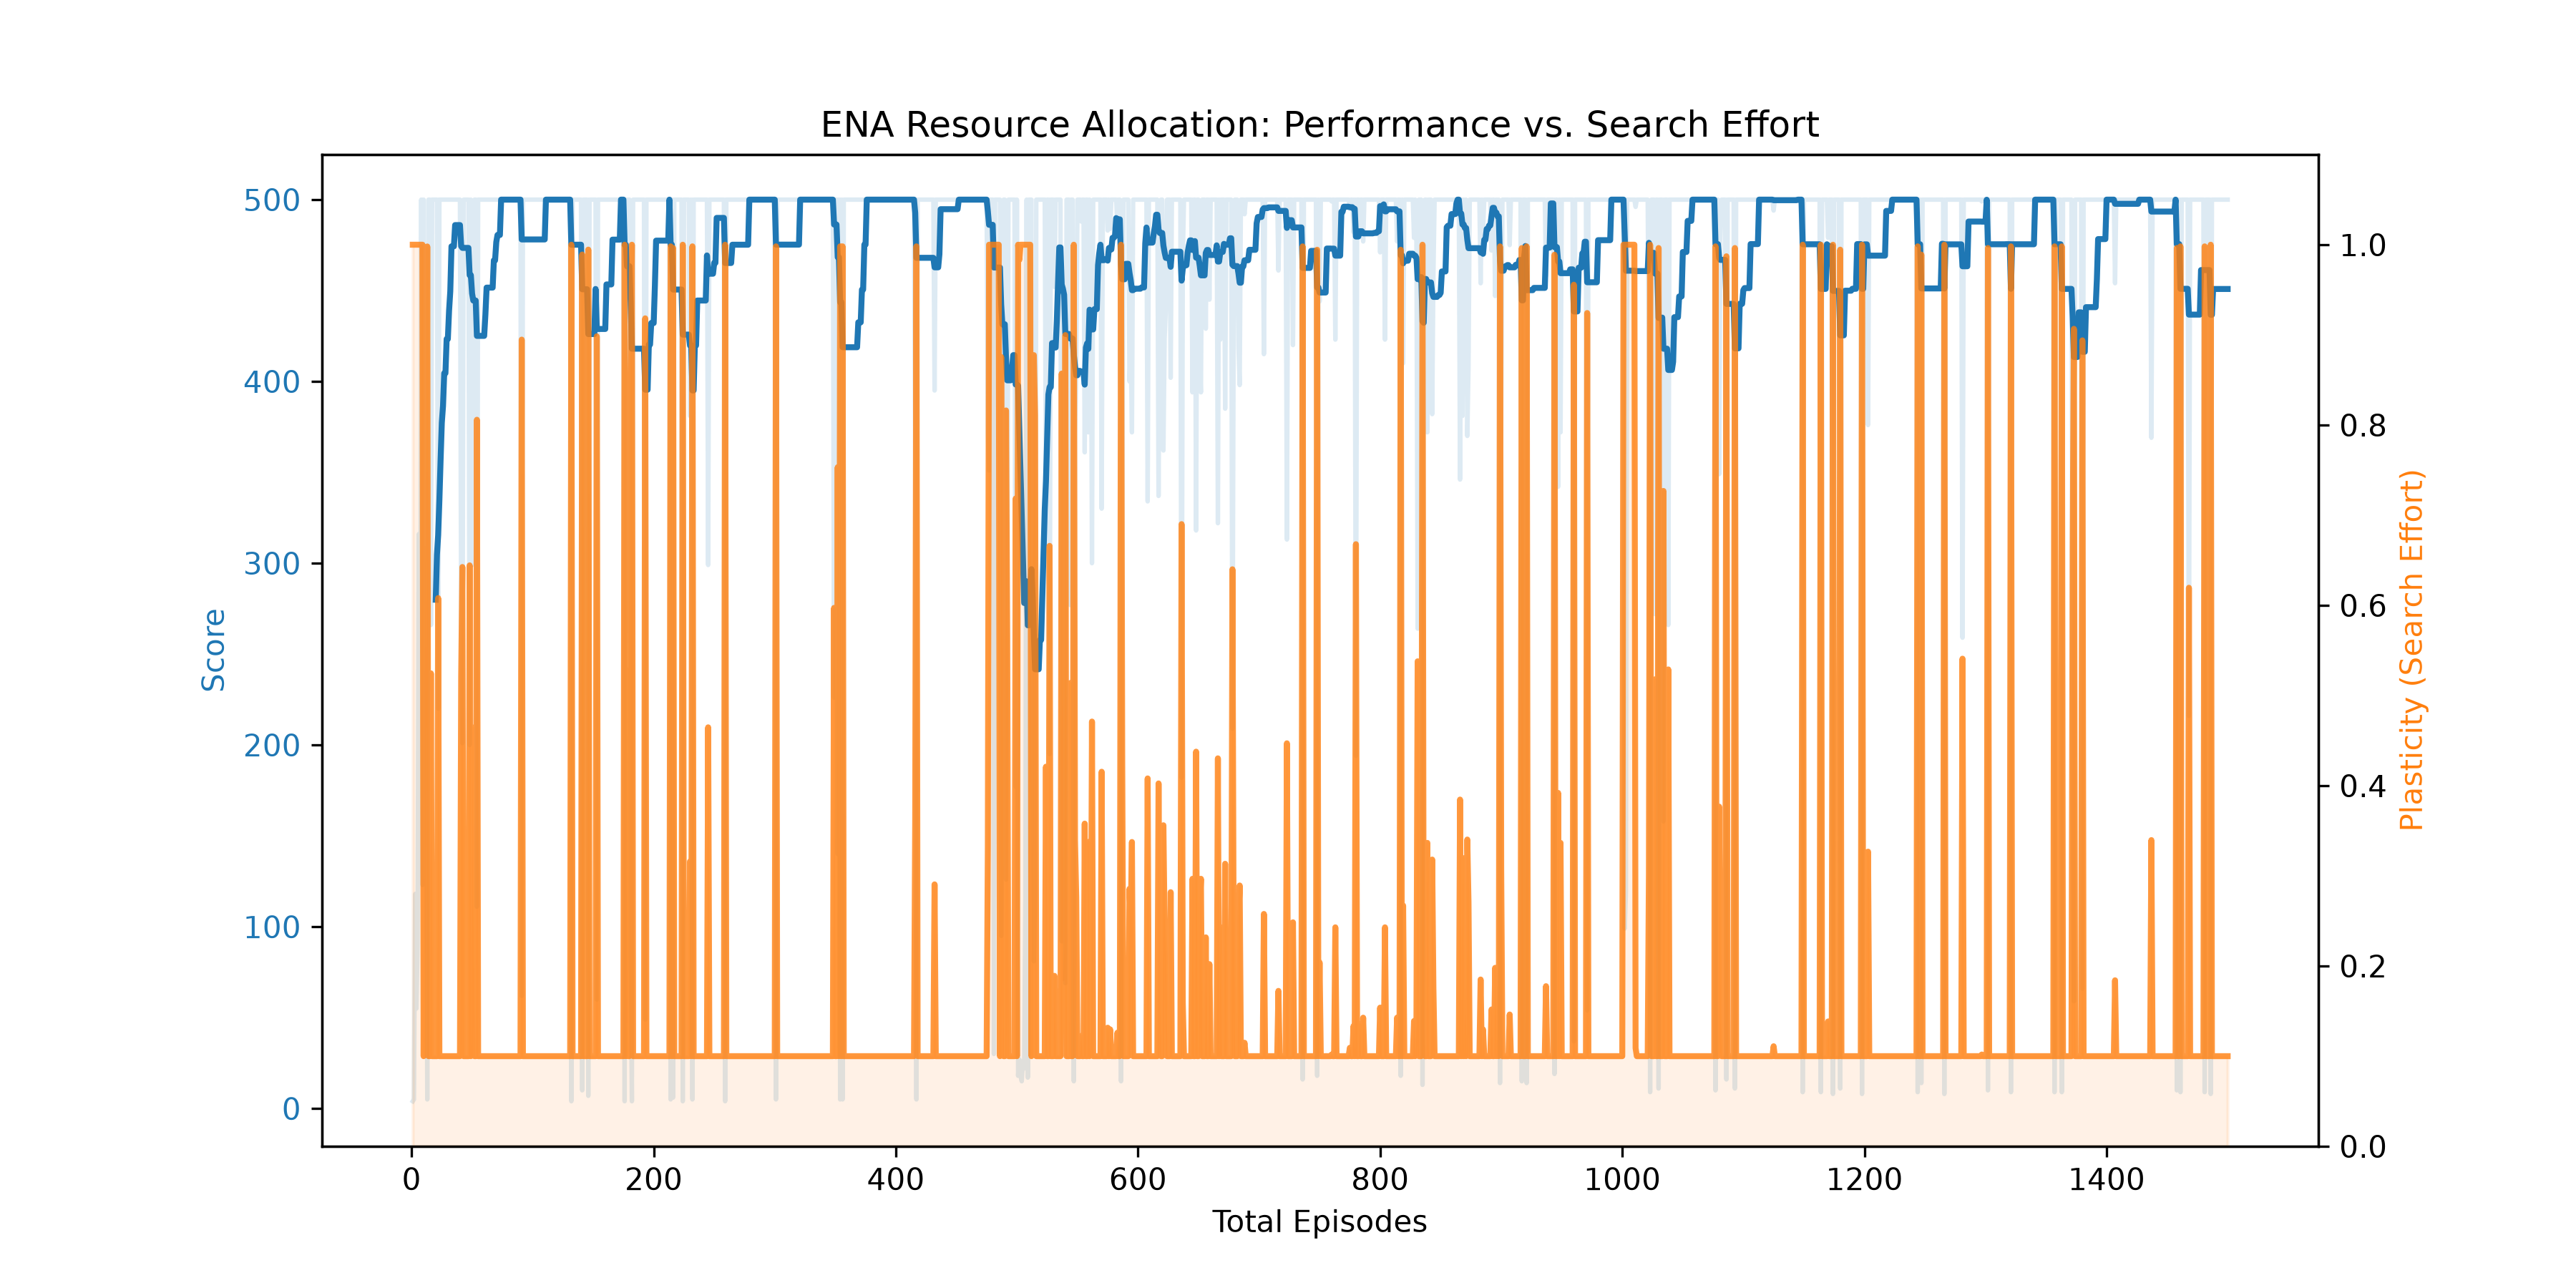 ENA Resource Allocation: Performance vs. Search Effort
500
400
300
200
100
0
Score
1.0
0.8
0.6
0.4
0.2
0.0
Plasticity (Search Effort)
0 200 400 600 800 1000 1200 1400
Total Episodes